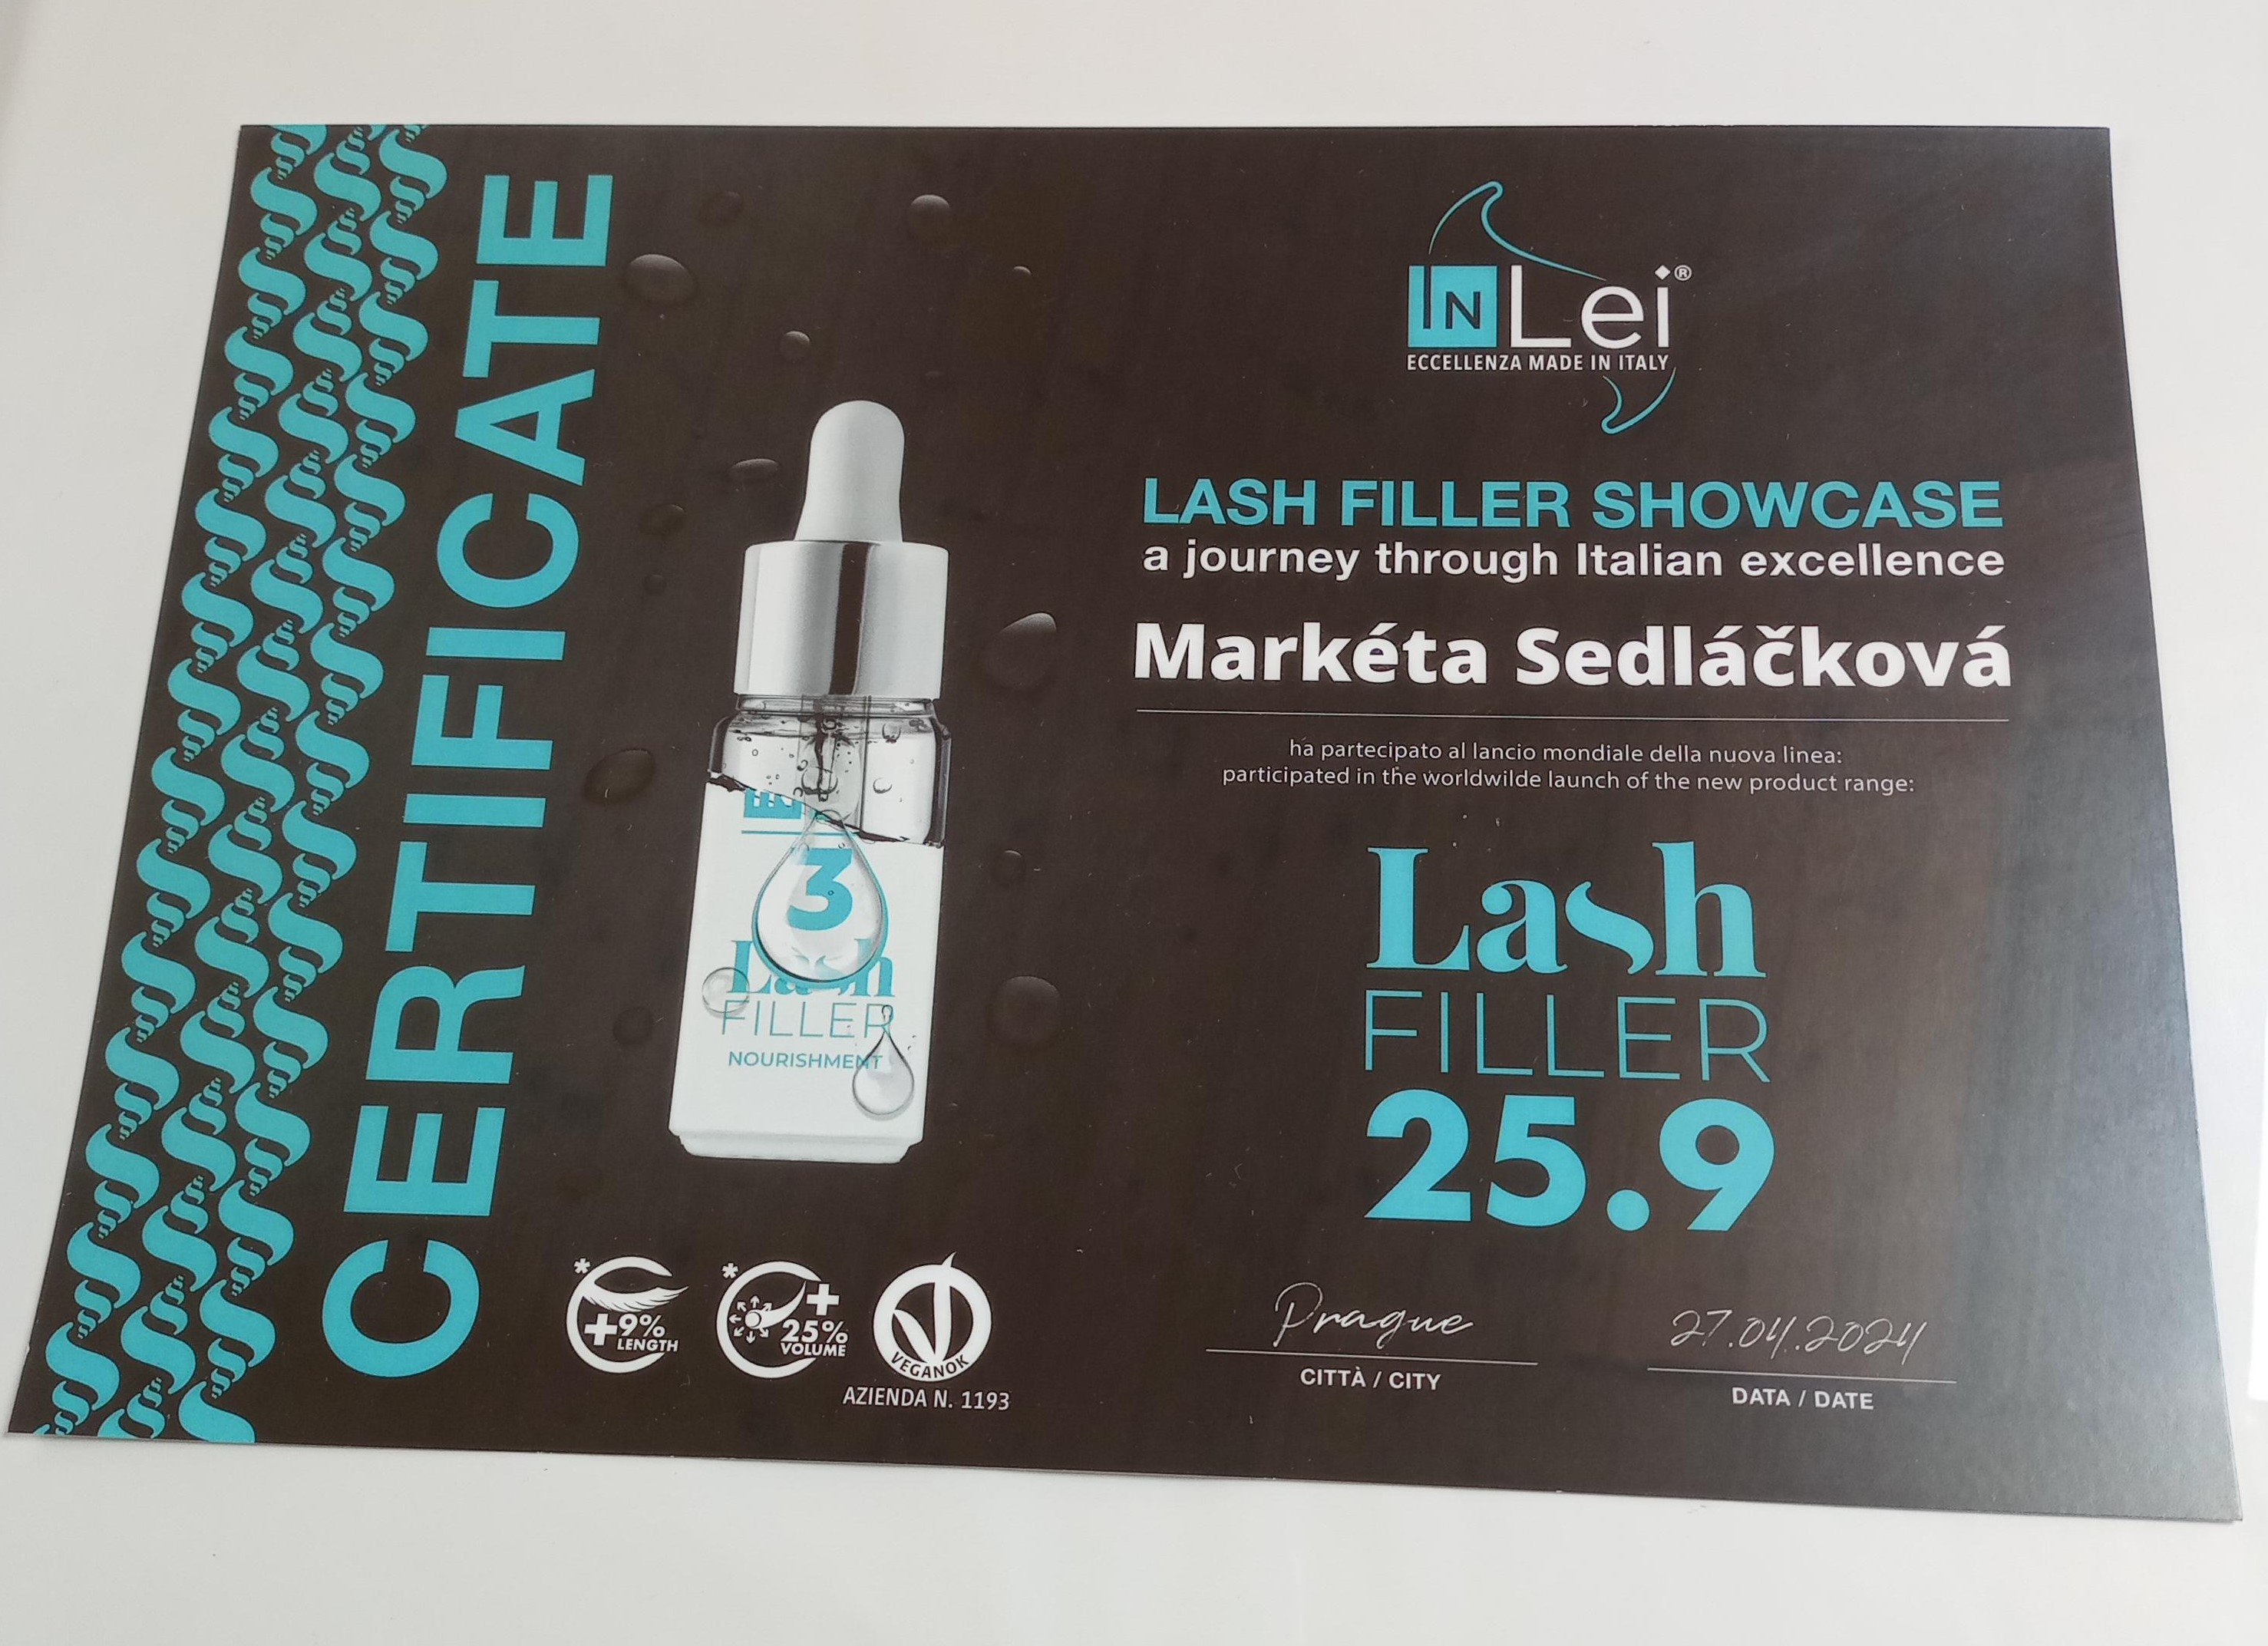 CERTIFICATE
IN Lei®
ECCELLENZA MADE IN ITALY
LASH FILLER SHOWCASE
a journey through Italian excellence
Markéta Sedláčková
ha partecipato al lancio mondiale della nuova linea:
participated in the worldwilde launch of the new product range:
Lash
FILLER
25.9
Prague
CITTÀ / CITY
27.04.2024
DATA / DATE
3
Lash
FILLER
NOURISHMENT
* +9%
LENGTH
* +
25%
VOLUME
VEGANOK
AZIENDA N. 1193